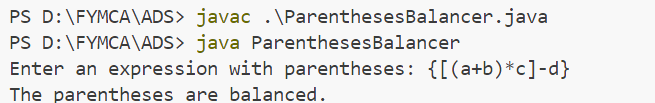 PS D:\FYMCA\ADS> javac .\ParenthesesBalancer.java
PS D:\FYMCA\ADS> java ParenthesesBalancer
Enter an expression with parentheses: {[(a+b)*c]-d}
The parentheses are balanced.